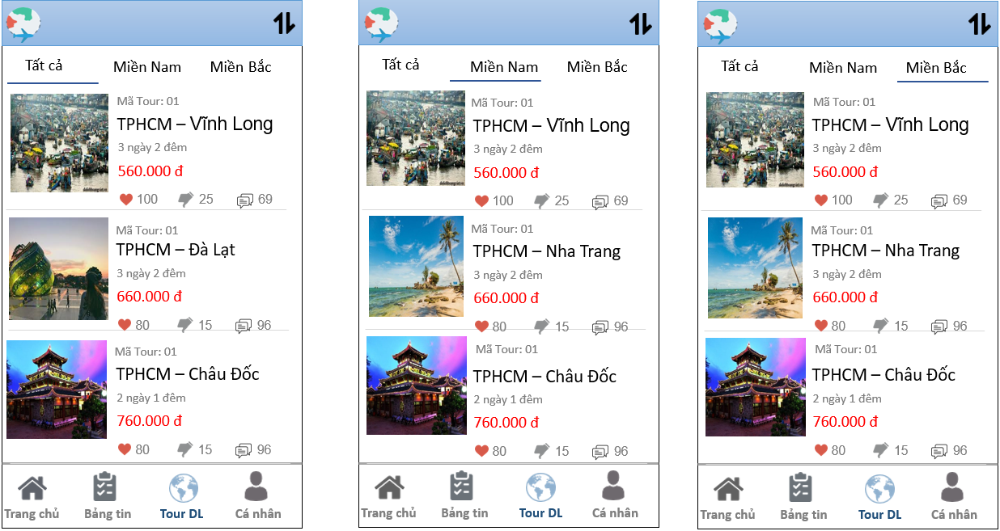 Tất cả
Miền Nam
Miền Bắc
Mã Tour: 01
TPHCM – Vĩnh Long
3 ngày 2 đêm
560.000 đ
100
25
69
Mã Tour: 01
TPHCM – Đà Lạt
3 ngày 2 đêm
660.000 đ
80
15
96
Mã Tour: 01
TPHCM – Châu Đốc
2 ngày 1 đêm
760.000 đ
80
15
96
Trang chủ
Bảng tin
Tour DL
Cá nhân
Tất cả
Miền Nam
Miền Bắc
Mã Tour: 01
TPHCM – Vĩnh Long
3 ngày 2 đêm
560.000 đ
100
25
69
Mã Tour: 01
TPHCM – Nha Trang
3 ngày 2 đêm
660.000 đ
80
15
96
Mã Tour: 01
TPHCM – Châu Đốc
2 ngày 1 đêm
760.000 đ
80
15
96
Trang chủ
Bảng tin
Tour DL
Cá nhân
Tất cả
Miền Nam
Miền Bắc
Mã Tour: 01
TPHCM – Vĩnh Long
3 ngày 2 đêm
560.000 đ
100
25
69
Mã Tour: 01
TPHCM – Nha Trang
3 ngày 2 đêm
660.000 đ
80
15
96
Mã Tour: 01
TPHCM – Châu Đốc
2 ngày 1 đêm
760.000 đ
80
15
96
Trang chủ
Bảng tin
Tour DL
Cá nhân